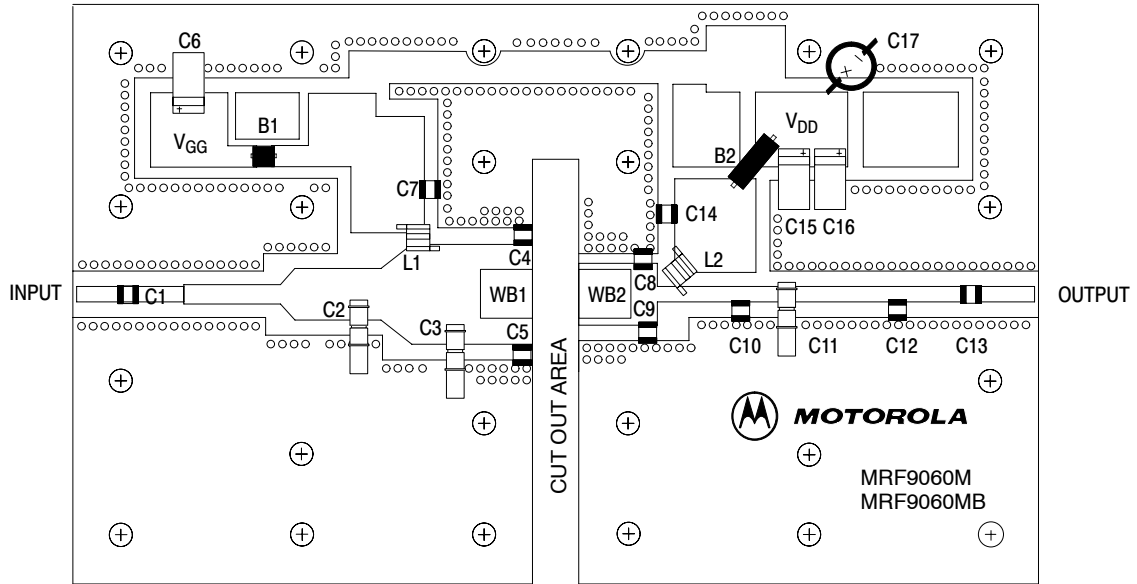 C6
C17
B1
VGG
VDD
B2
C7
C14
C15 C16
C4
L1
L2
C8
INPUT
C1
WB1
WB2
OUTPUT
C2
C3
C5
C9
C10
C11
C12
C13
CUT OUT AREA
MOTOROLA
MRF9060M
MRF9060MB